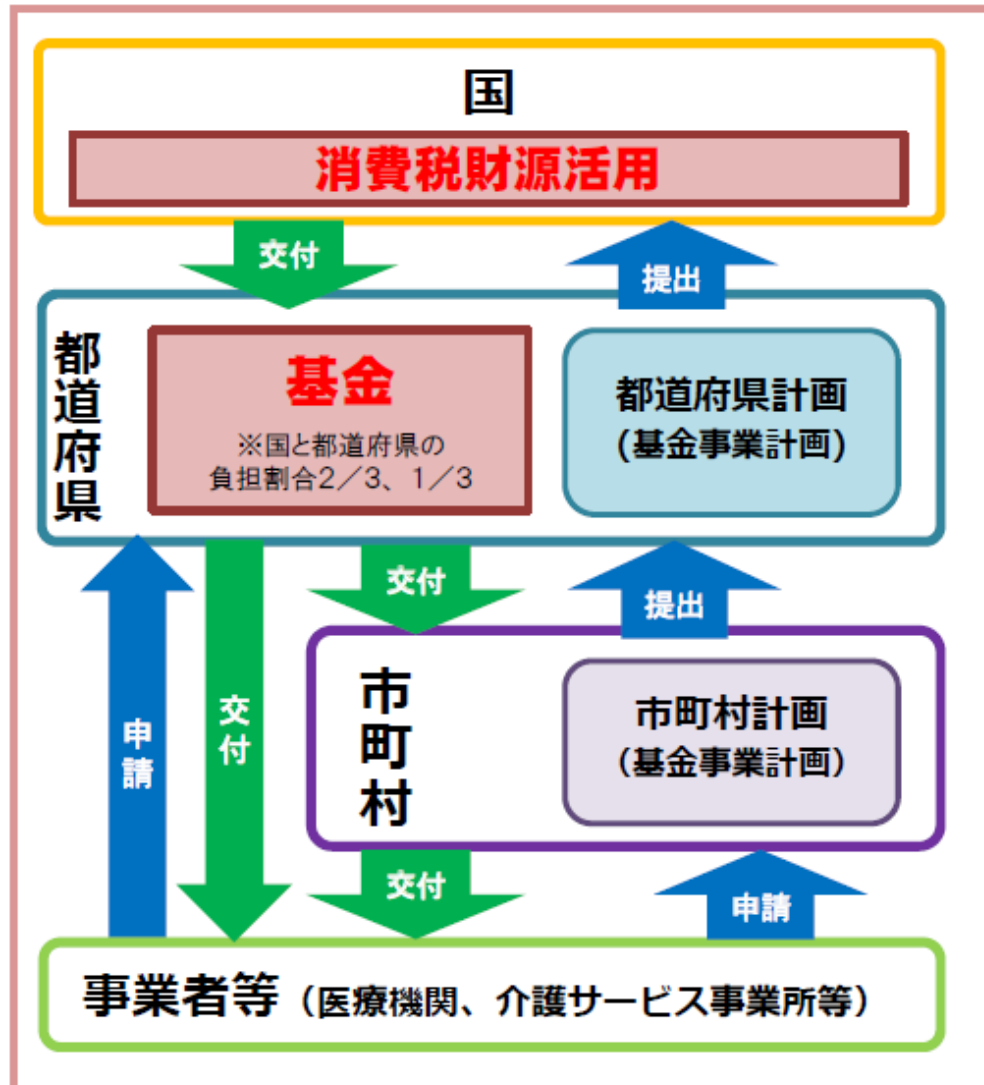 国
消費税財源活用
交付
提出
都道府県
基金
※国と都道府県の
負担割合2／3、1／3
都道府県計画
(基金事業計画)
交付
提出
申請
交付
市町村
市町村計画
（基金事業計画）
交付
申請
事業者等（医療機関、介護サービス事業所等）